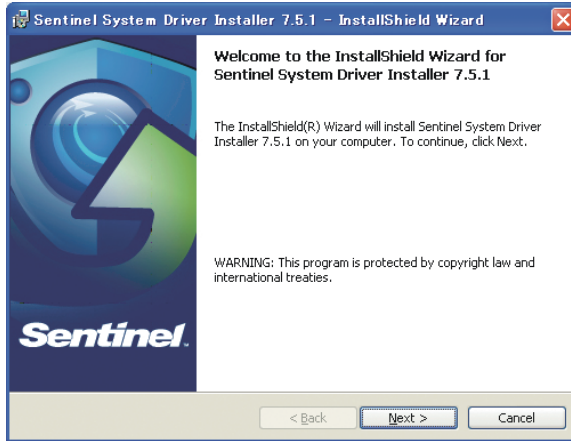 Sentinel System Driver Installer 7.5.1 - InstallShield Wizard
Welcome to the InstallShield Wizard for
Sentinel System Driver Installer 7.5.1
The InstallShield(R) Wizard will install Sentinel System Driver
Installer 7.5.1 on your computer. To continue, click Next.
WARNING: This program is protected by copyright law and
international treaties.
Sentinel.
< Back
Next >
Cancel